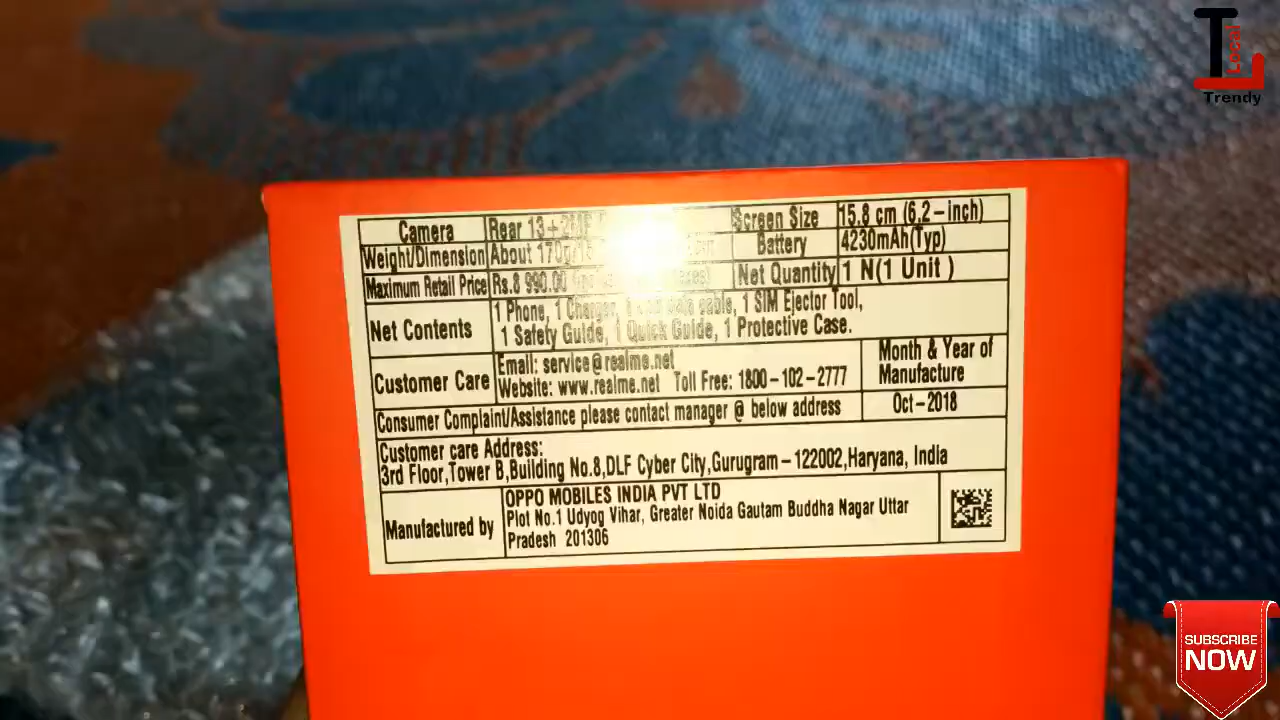 Local
Trendy
Camera Rear 13+2MP Screen Size 15.8 cm (6.2-inch)
Weight/Dimension About 170g Battery 4230mAh(Typ)
Maximum Retail Price Rs.8 990.00 Net Quantity 1 N(1 Unit )
Net Contents 1 Phone, 1 Charger, 1 data cable, 1 SIM Ejector Tool,
1 Safety Guide, 1 Quick Guide, 1 Protective Case.
Customer Care Email: service@realme.net
Website: www.realme.net Toll Free: 1800-102-2777
Month & Year of
Manufacture
Consumer Complaint/Assistance please contact manager @ below address Oct-2018
Customer care Address:
3rd Floor,Tower B,Building No.8,DLF Cyber City,Gurugram-122002,Haryana, India
Manufactured by OPPO MOBILES INDIA PVT LTD
Plot No.1 Udyog Vihar, Greater Noida Gautam Buddha Nagar Uttar
Pradesh 201306
SUBSCRIBE
NOW